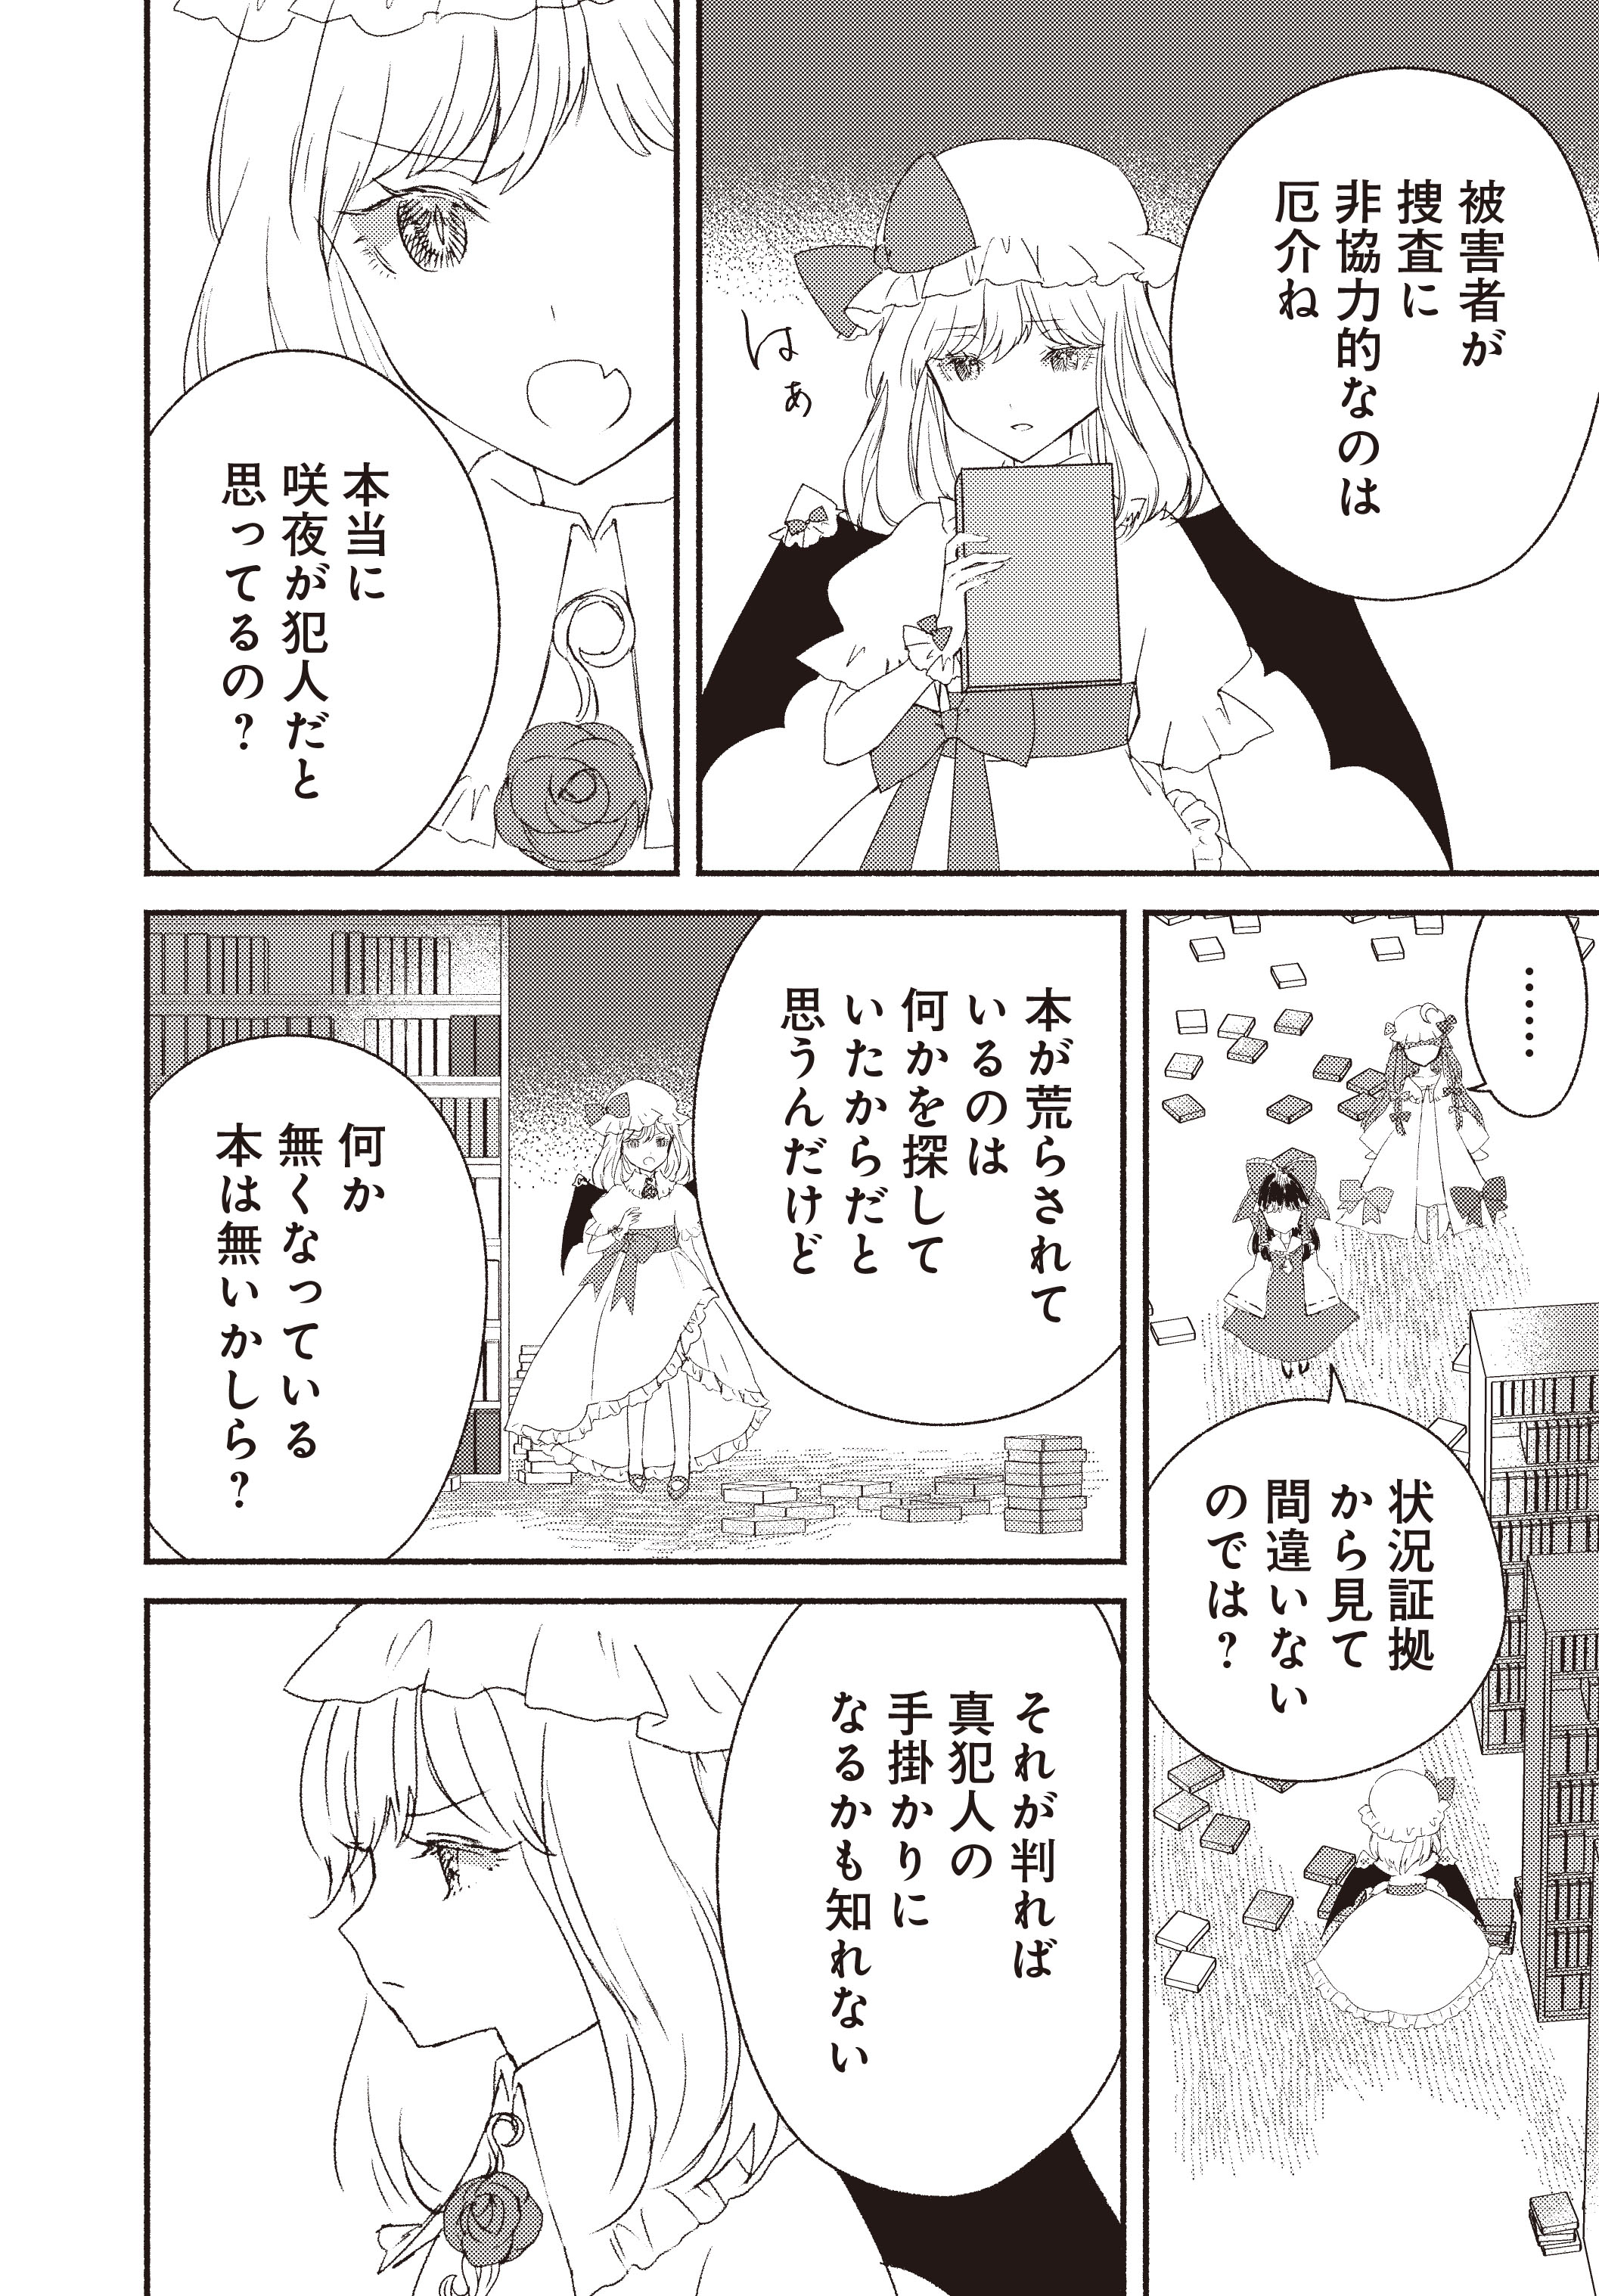 被害者が
捜査に
非協力的なのは
厄介ね
はぁ
本当に
咲夜が犯人だと
思ってるの？
……
状況証拠
から見て
間違いない
のでは？
本が荒らされて
いるのは
何かを探して
いたからだと
思うんだけど
何か
無くなっている
本は無いかしら？
それが判れば
真犯人の
手掛かりに
なるかも知れない